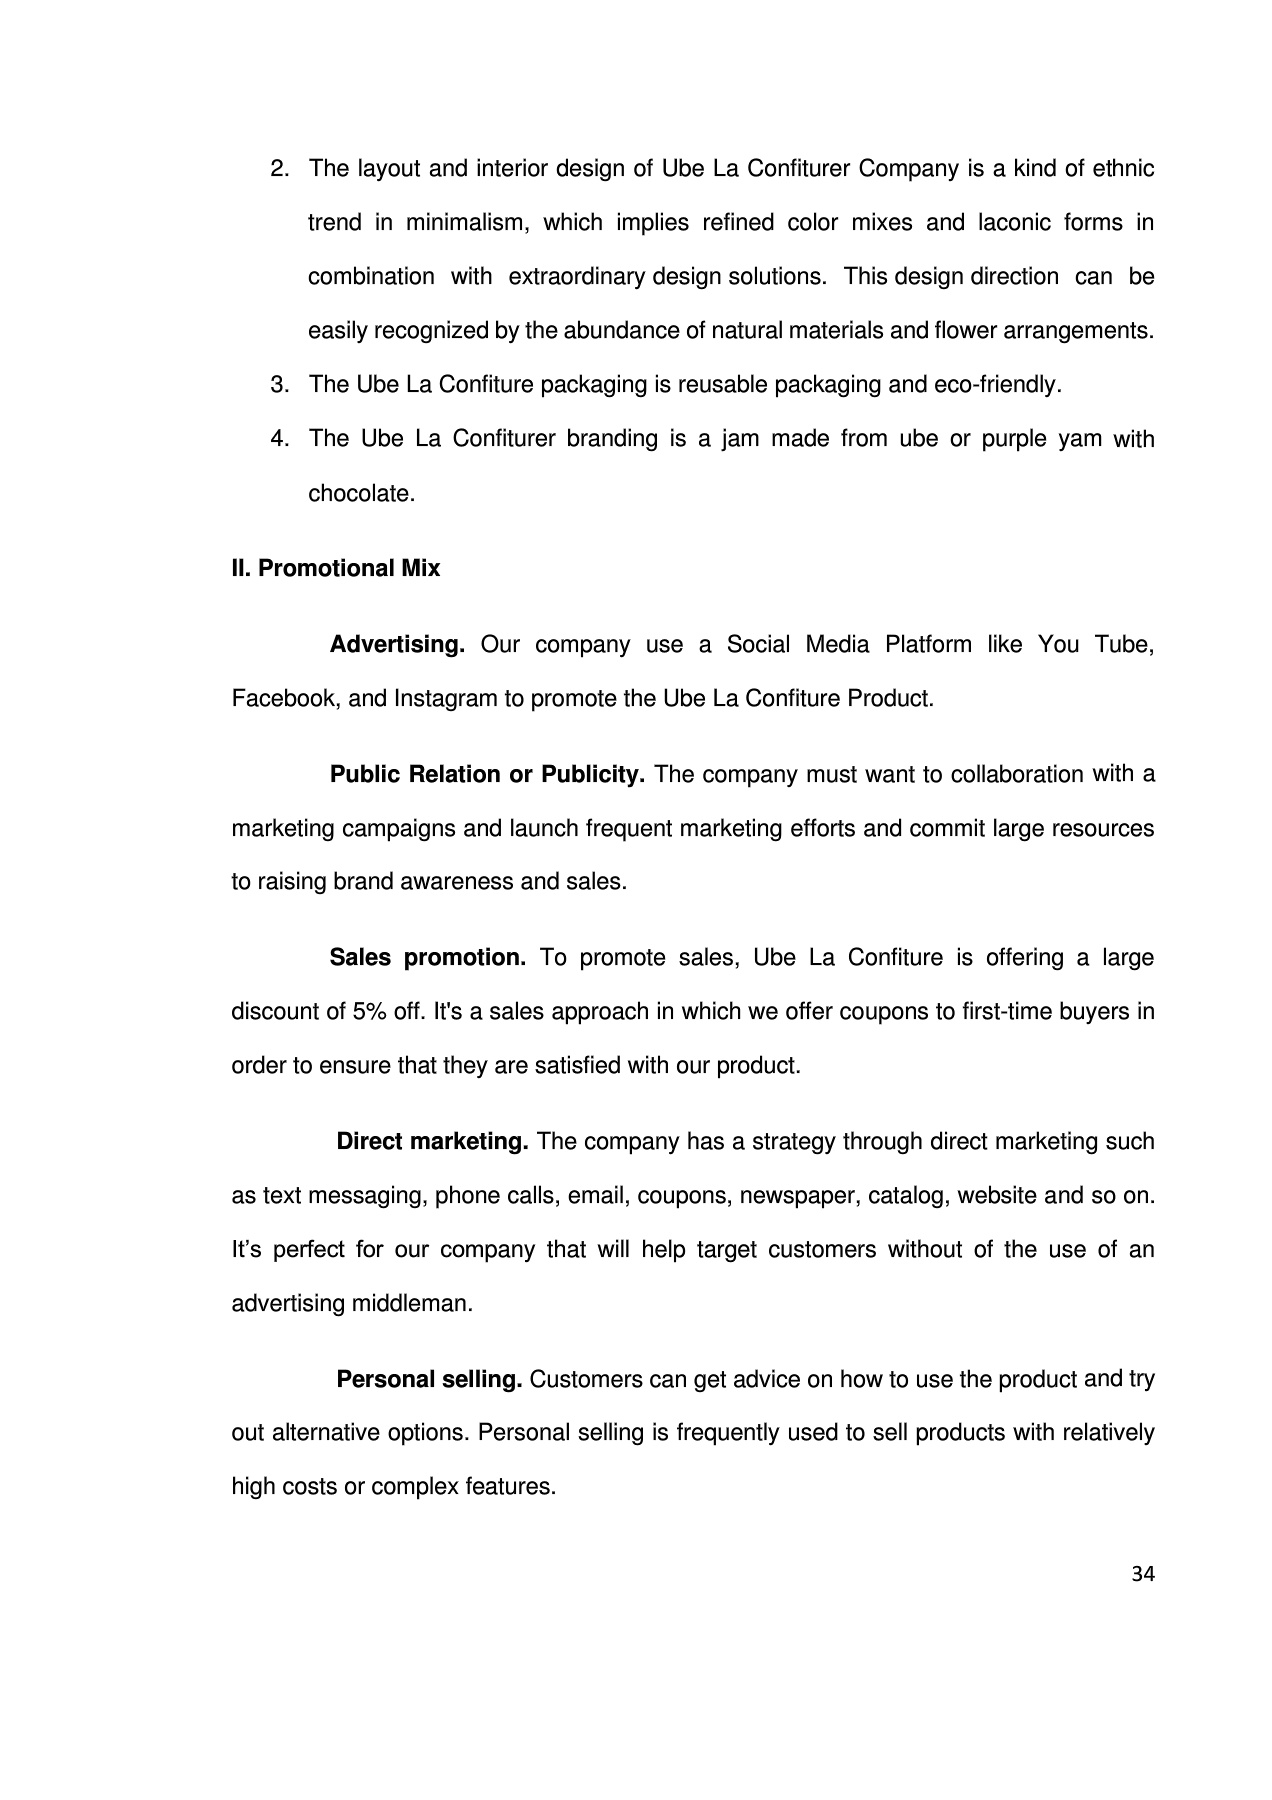 2. The layout and interior design of Ube La Confiturer Company is a kind of ethnic
trend in minimalism, which implies refined color mixes and laconic forms in
combination with extraordinary design solutions. This design direction can be
easily recognized by the abundance of natural materials and flower arrangements.
3. The Ube La Confiture packaging is reusable packaging and eco-friendly.
4. The Ube La Confiturer branding is a jam made from ube or purple yam with
chocolate.
II. Promotional Mix
Advertising. Our company use a Social Media Platform like You Tube,
Facebook, and Instagram to promote the Ube La Confiture Product.
Public Relation or Publicity. The company must want to collaboration with a
marketing campaigns and launch frequent marketing efforts and commit large resources
to raising brand awareness and sales.
Sales promotion. To promote sales, Ube La Confiture is offering a large
discount of 5% off. It's a sales approach in which we offer coupons to first-time buyers in
order to ensure that they are satisfied with our product.
Direct marketing. The company has a strategy through direct marketing such
as text messaging, phone calls, email, coupons, newspaper, catalog, website and so on.
It’s perfect for our company that will help target customers without of the use of an
advertising middleman.
Personal selling. Customers can get advice on how to use the product and try
out alternative options. Personal selling is frequently used to sell products with relatively
high costs or complex features.
34